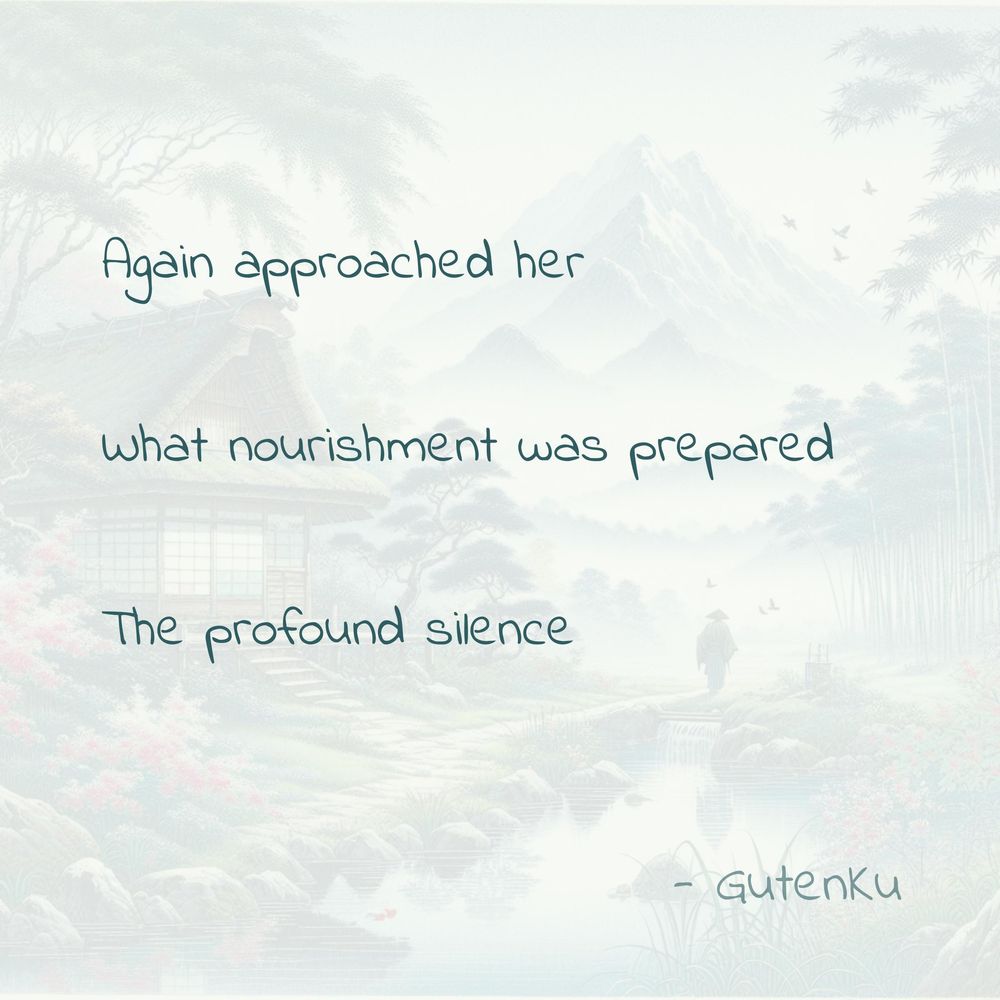 Again approached her
what nourishment was prepared
The profound silence
- GutenKu